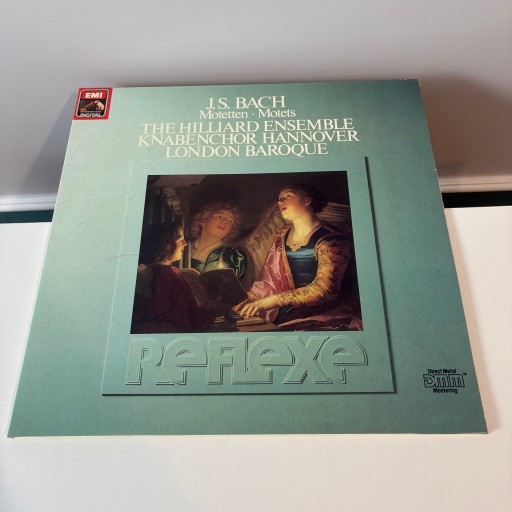 EMI
DIGITAL
J.S. BACH
Motetten · Motets
THE HILLIARD ENSEMBLE
KNABENCHOR HANNOVER
LONDON BAROQUE
REFLEXE
Direct Metal
DMM
Mastering